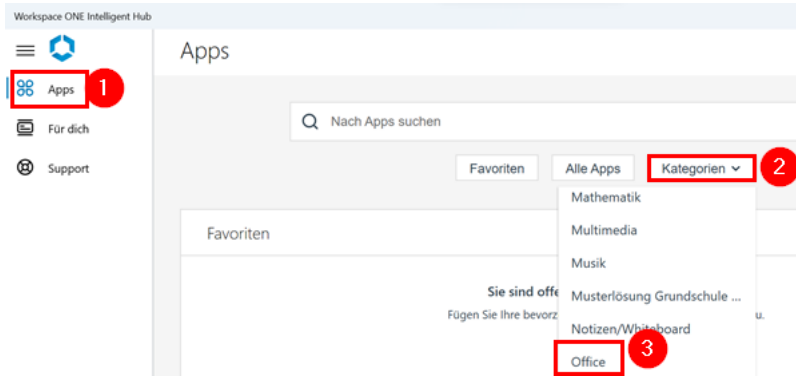 Workspace ONE Intelligent Hub
Apps
Apps
1
Für dich
Support
Nach Apps suchen
Favoriten
Alle Apps
Kategorien
2
Mathematik
Multimedia
Musik
Musterlösung Grundschule ...
Notizen/Whiteboard
Office
3
Favoriten
Sie sind offe
Fügen Sie Ihre bevorz
u.